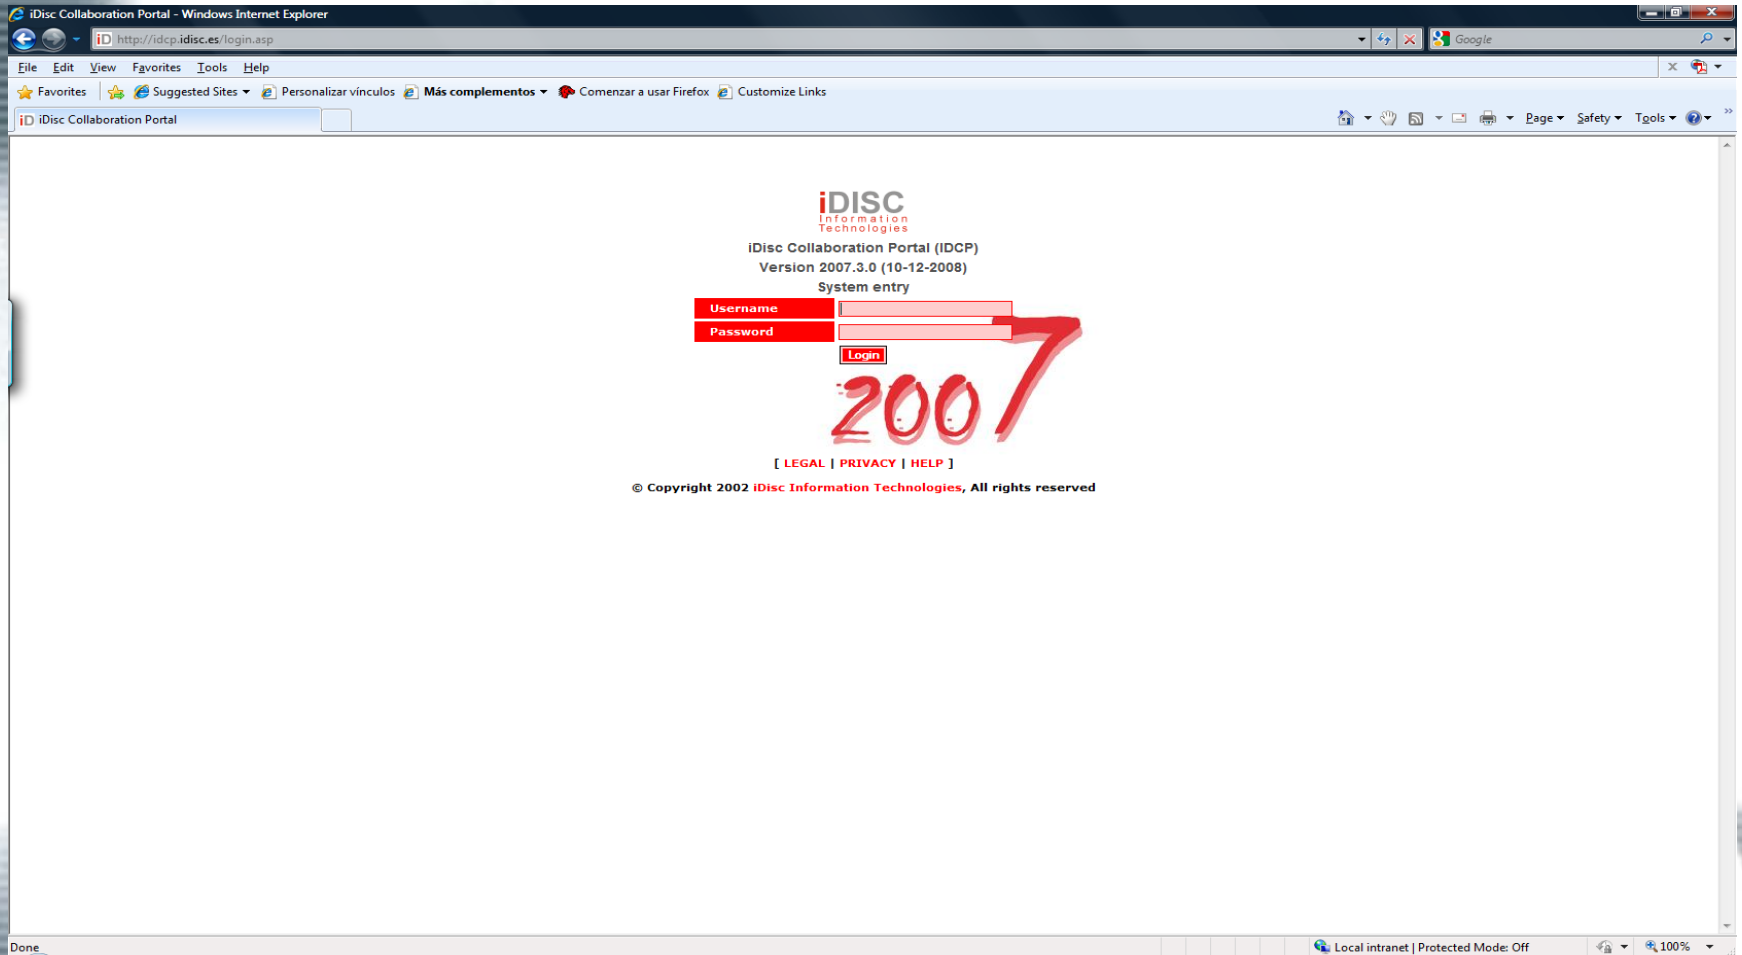 iDisc Collaboration Portal - Windows Internet Explorer
iD http://idcp.idisc.es/login.asp Google
File Edit View Favorites Tools Help
Favorites Suggested Sites Personalizar vínculos Más complementos Comenzar a usar Firefox Customize Links
iD iDisc Collaboration Portal Page Safety Tools
iDISC
Information
Technologies
iDisc Collaboration Portal (IDCP)
Version 2007.3.0 (10-12-2008)
System entry
Username
Password
Login
2007
[ LEGAL | PRIVACY | HELP ]
© Copyright 2002 iDisc Information Technologies, All rights reserved
Done Local intranet | Protected Mode: Off 100%